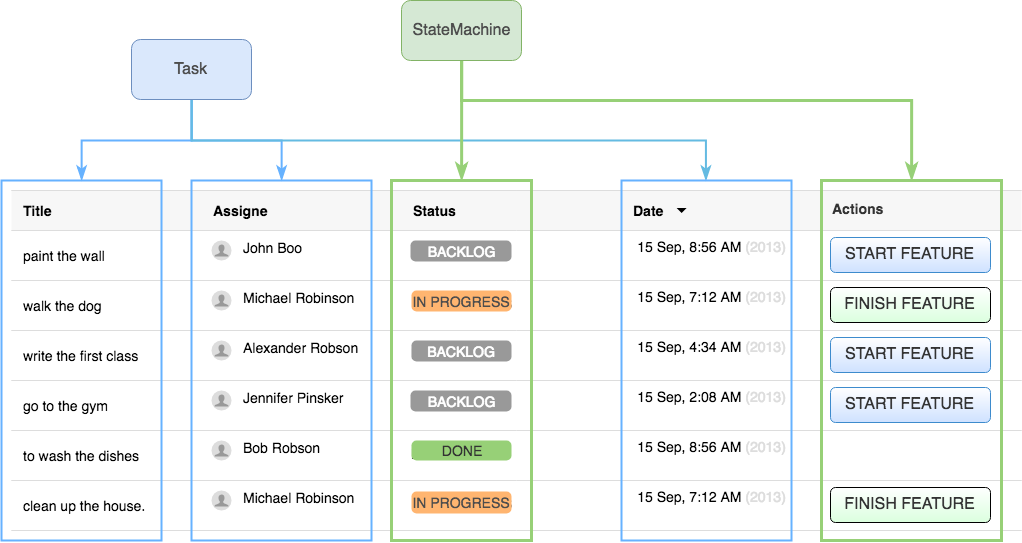 StateMachine
Task
Title Assigne Status Date Actions
paint the wall John Boo BACKLOG 15 Sep, 8:56 AM (2013) START FEATURE
walk the dog Michael Robinson IN PROGRESS 15 Sep, 7:12 AM (2013) FINISH FEATURE
write the first class Alexander Robson BACKLOG 15 Sep, 4:34 AM (2013) START FEATURE
go to the gym Jennifer Pinsker BACKLOG 15 Sep, 2:08 AM (2013) START FEATURE
to wash the dishes Bob Robson DONE 15 Sep, 8:56 AM (2013)
clean up the house. Michael Robinson IN PROGRESS 15 Sep, 7:12 AM (2013) FINISH FEATURE